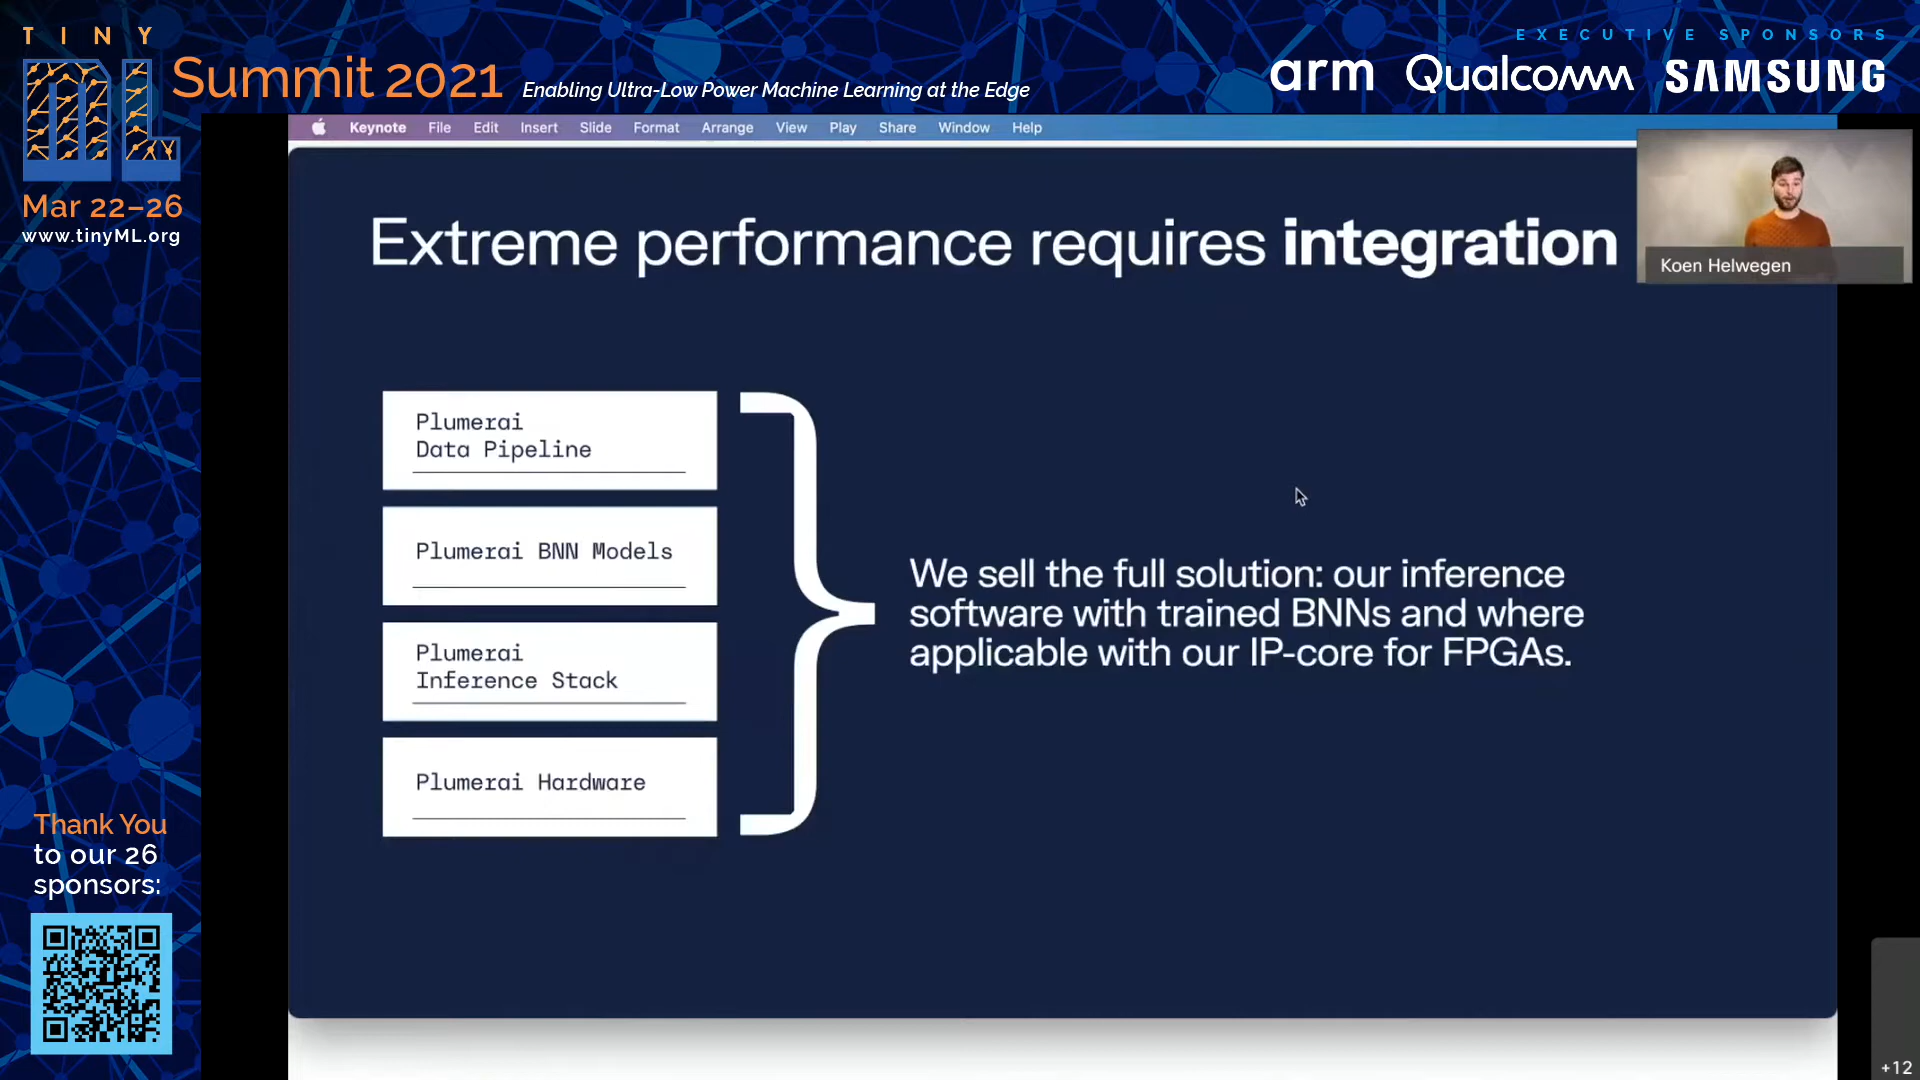 TINY
ML
Summit 2021
Enabling Ultra-Low Power Machine Learning at the Edge
EXECUTIVE SPONSORS
arm Qualcomm SAMSUNG
Mar 22–26
www.tinyML.org
Keynote File Edit Insert Slide Format Arrange View Play Share Window Help
Koen Helwegen
Extreme performance requires integration
Plumerai
Data Pipeline
Plumerai BNN Models
Plumerai
Inference Stack
Plumerai Hardware
We sell the full solution: our inference
software with trained BNNs and where
applicable with our IP-core for FPGAs.
Thank You
to our 26
sponsors:
+12